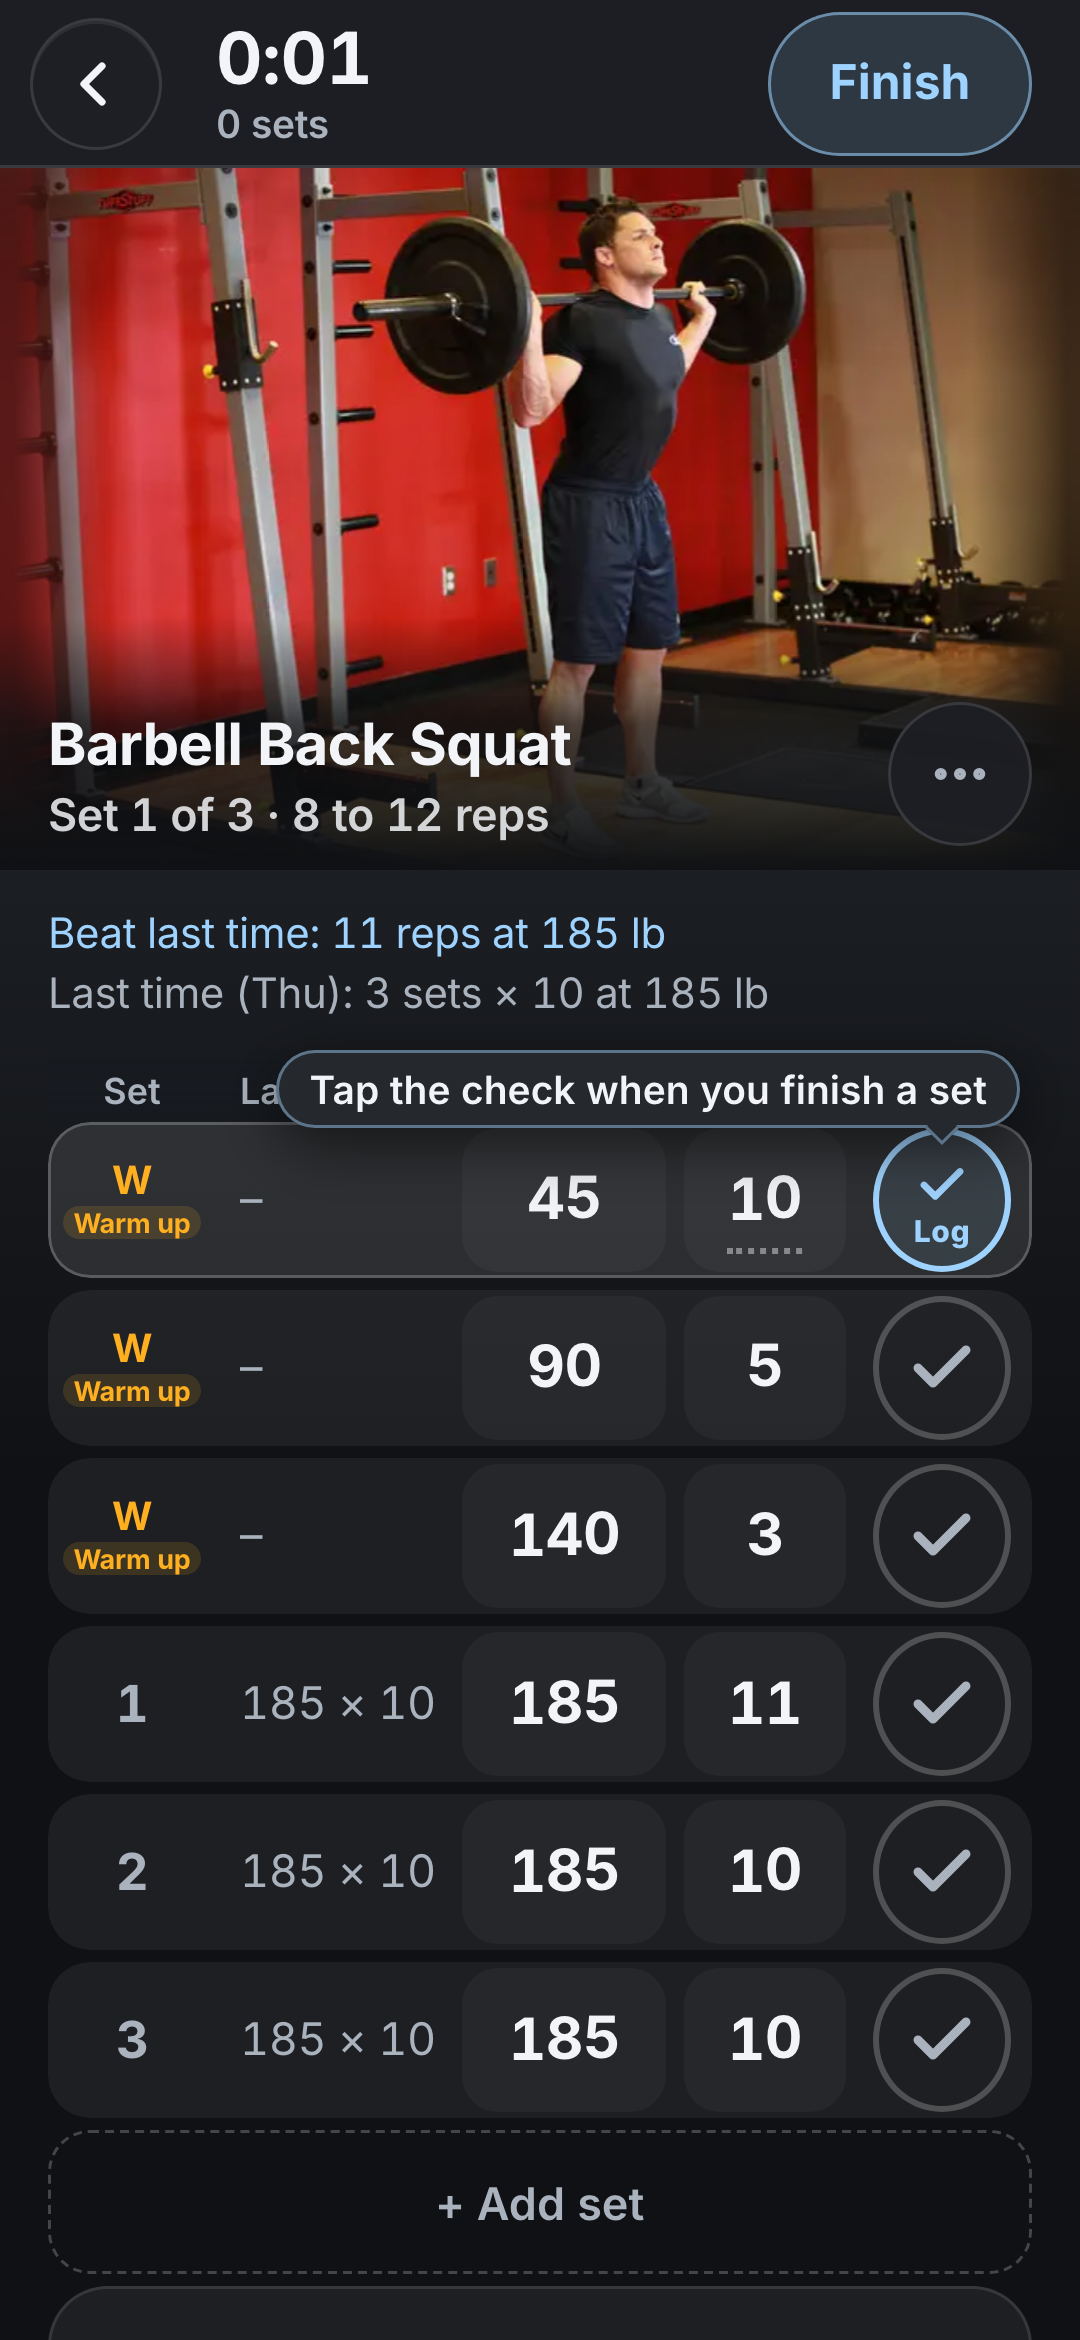 0:01
0 sets
Finish
Barbell Back Squat
Set 1 of 3 · 8 to 12 reps
Beat last time: 11 reps at 185 lb
Last time (Thu): 3 sets × 10 at 185 lb
Set La
Tap the check when you finish a set
W
Warm up
–
45
10
Log
W
Warm up
–
90
5
W
Warm up
–
140
3
1 185 × 10 185 11
2 185 × 10 185 10
3 185 × 10 185 10
+ Add set